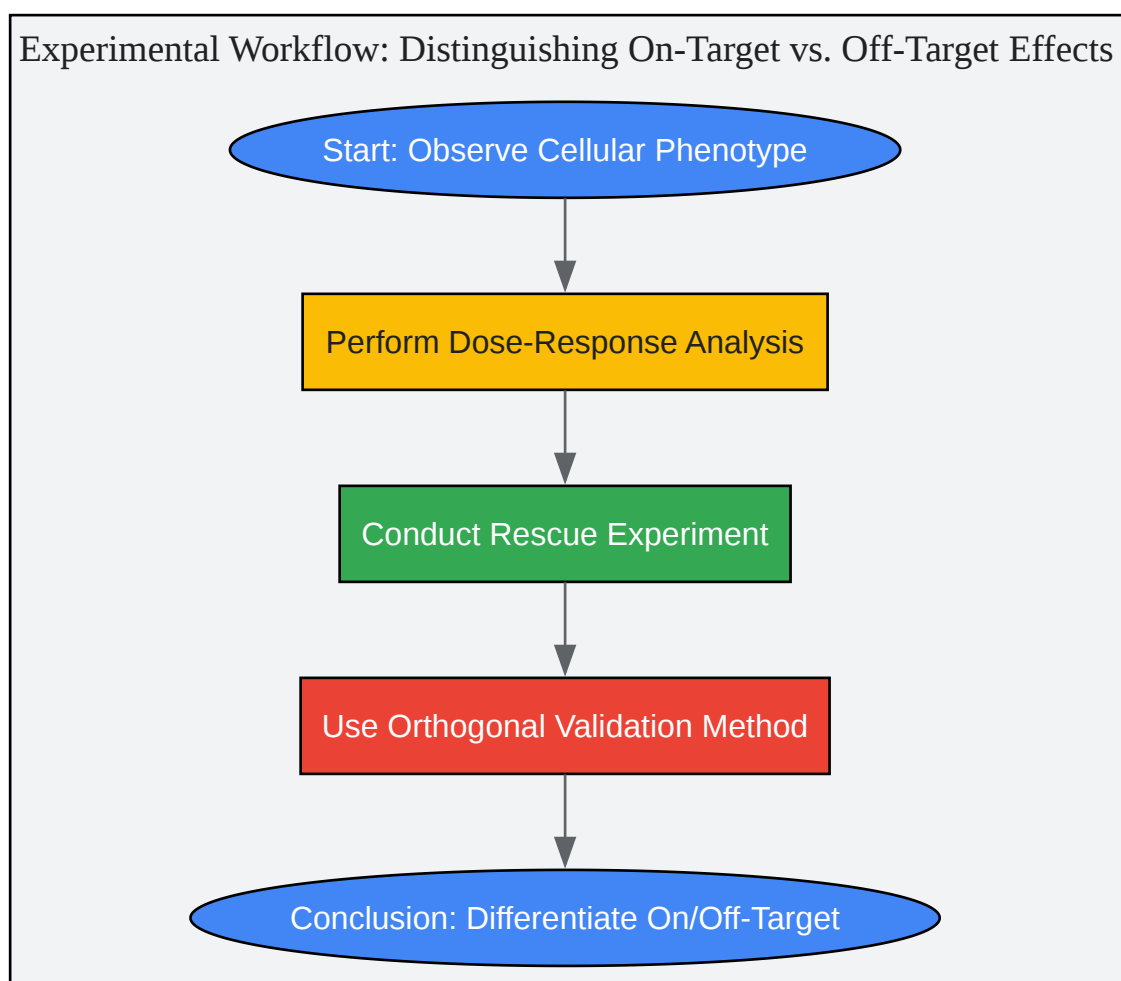 Experimental Workflow: Distinguishing On-Target vs. Off-Target Effects
Start: Observe Cellular Phenotype
Perform Dose-Response Analysis
Conduct Rescue Experiment
Use Orthogonal Validation Method
Conclusion: Differentiate On/Off-Target